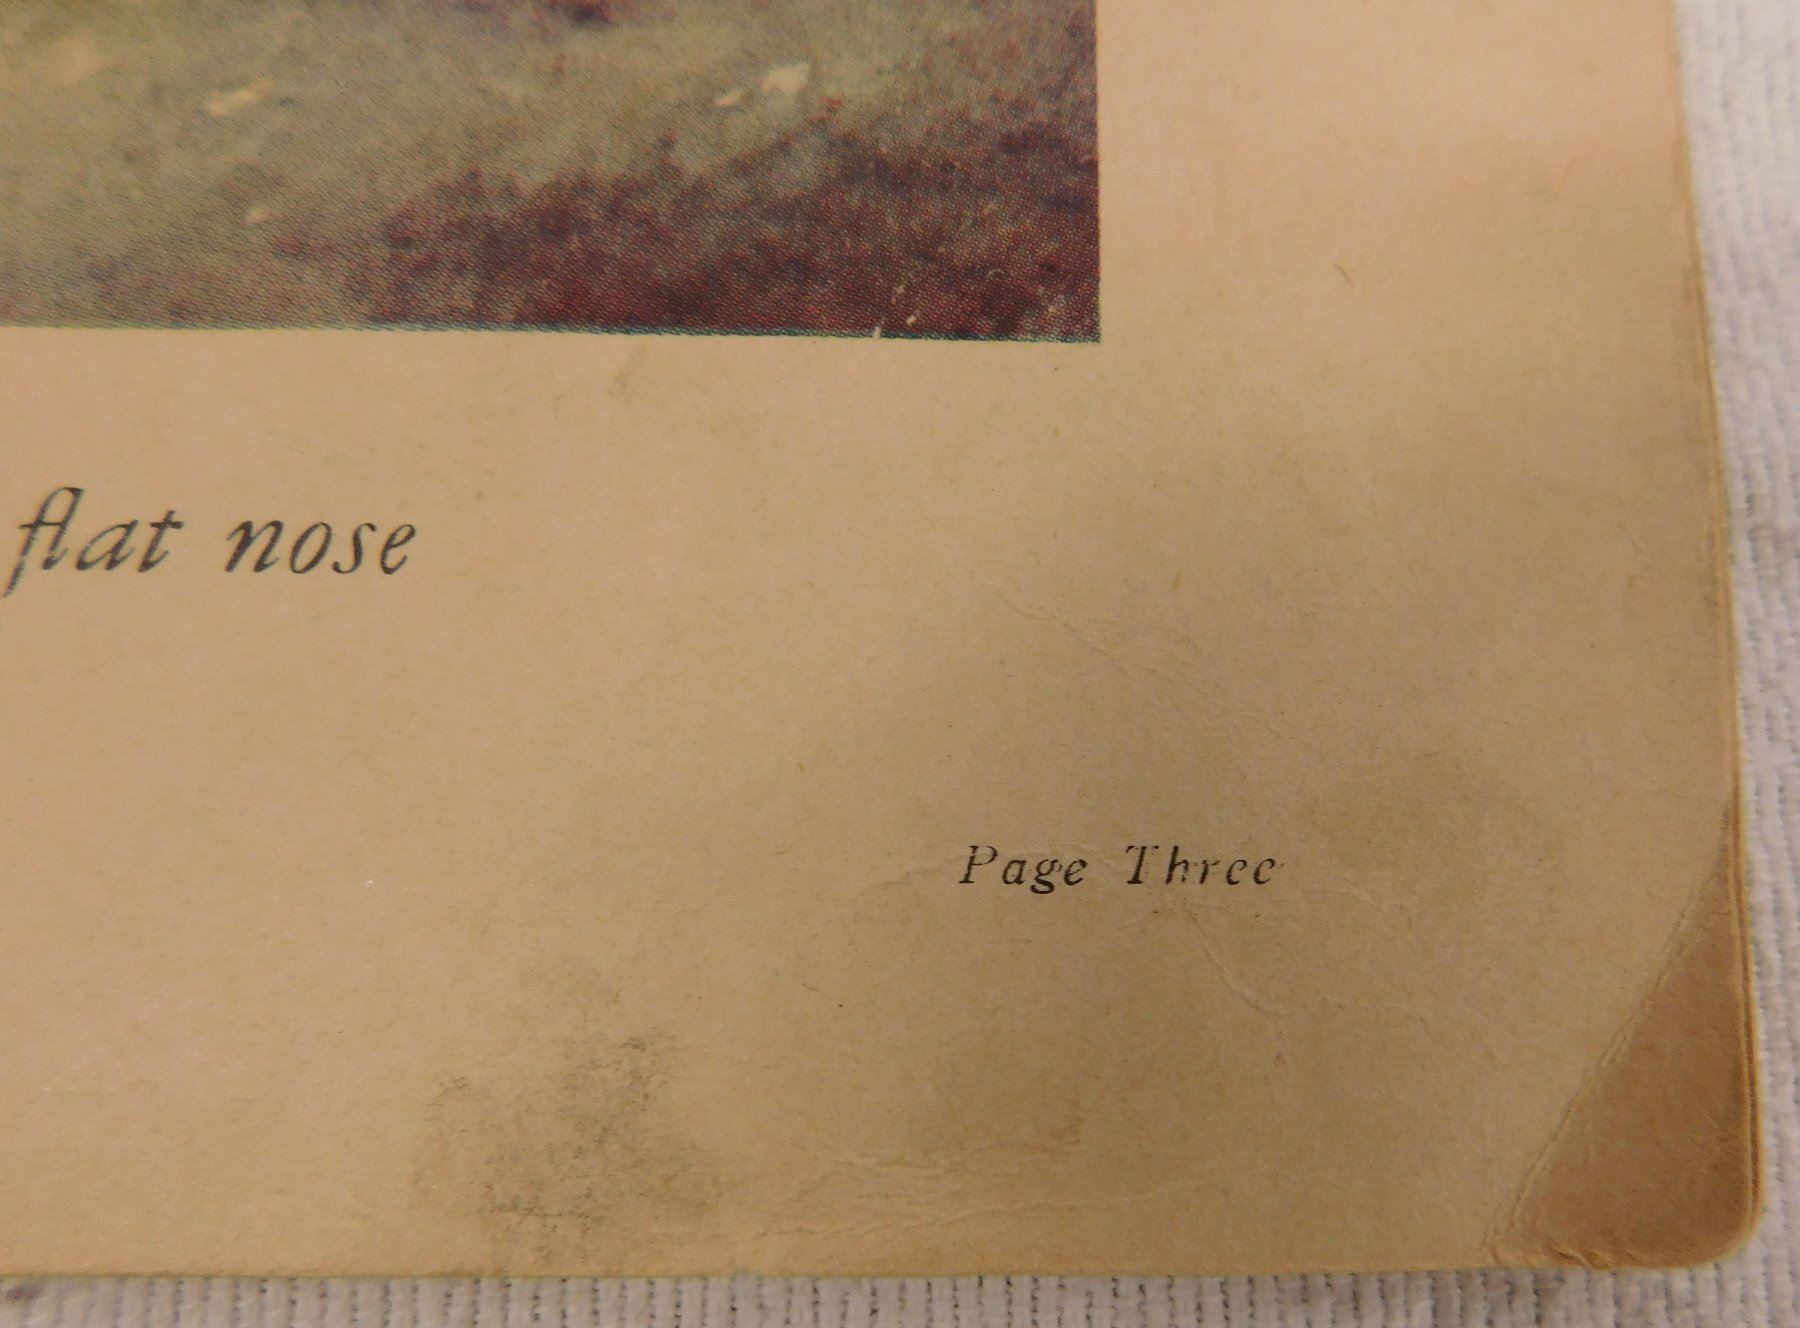 flat nose
Page Three